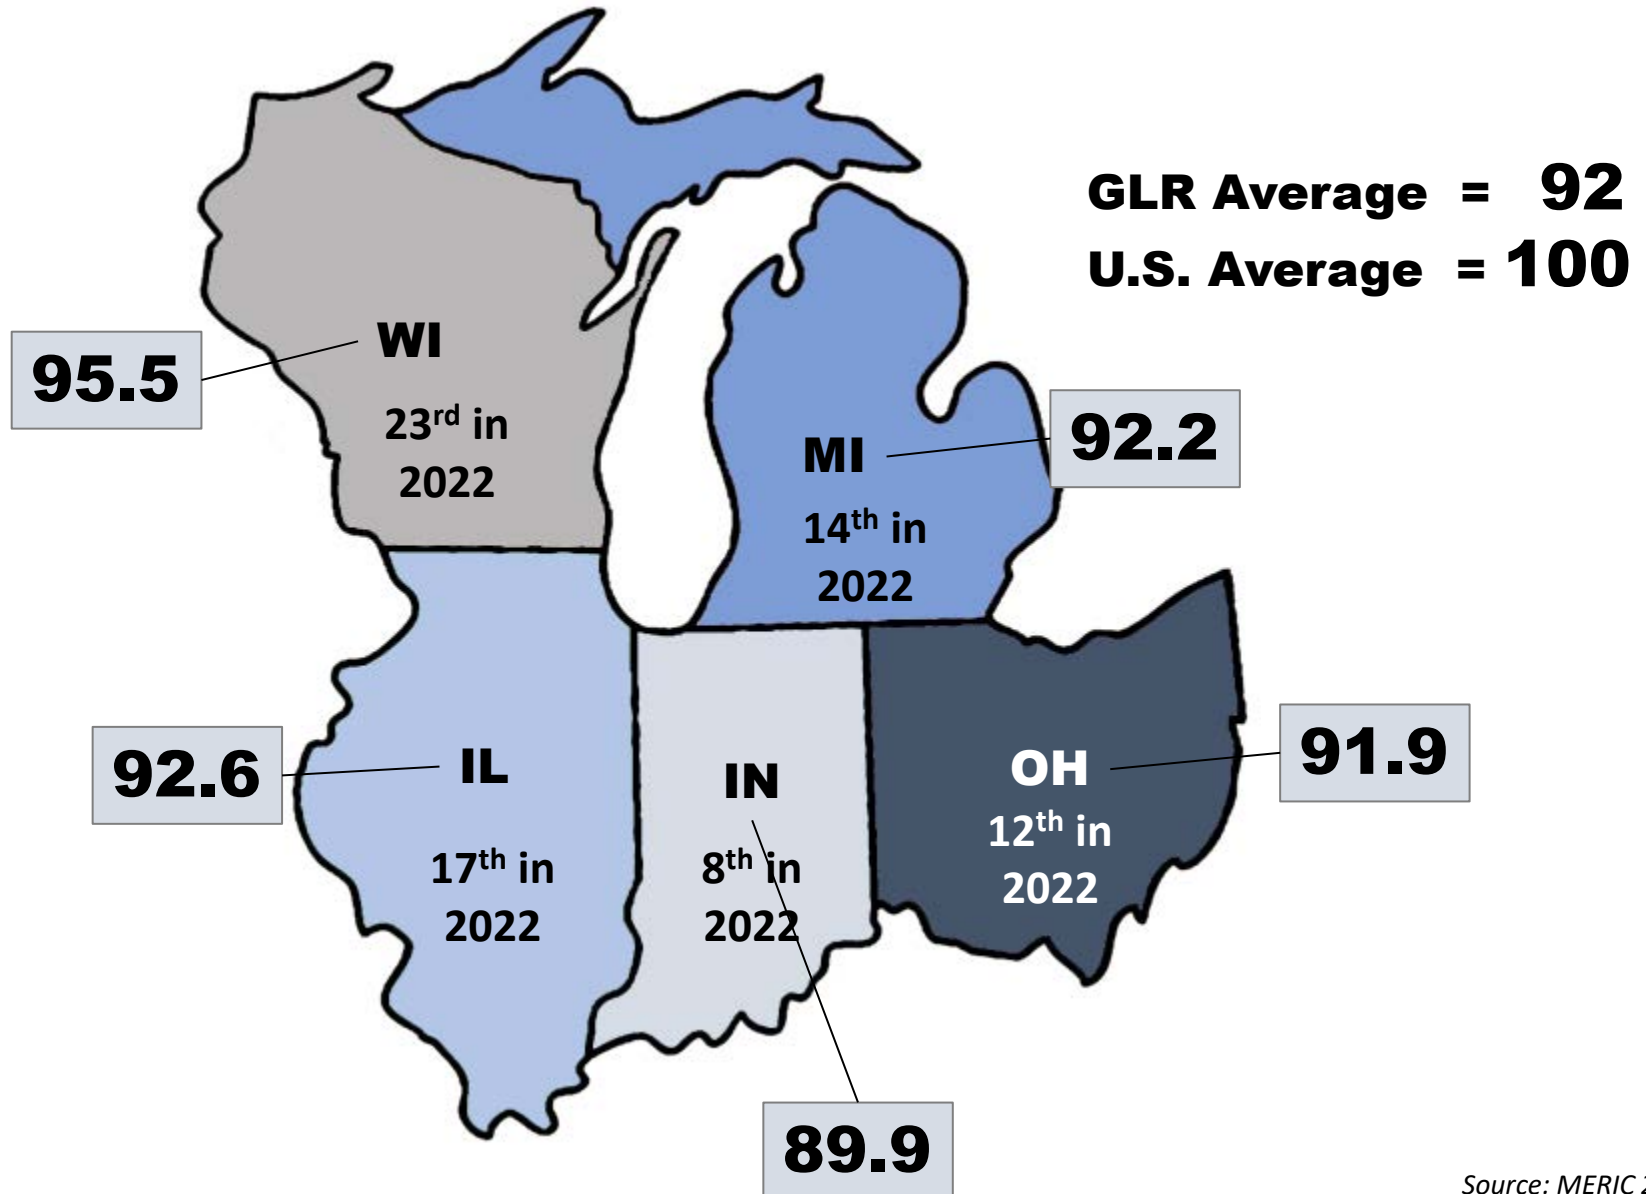 GLR Average = 92
U.S. Average = 100
WI
95.5
23rd in
2022
MI
92.2
14th in
2022
IL
92.6
17th in
2022
IN
8th in
2022
89.9
OH
91.9
12th in
2022
Source: MERIC